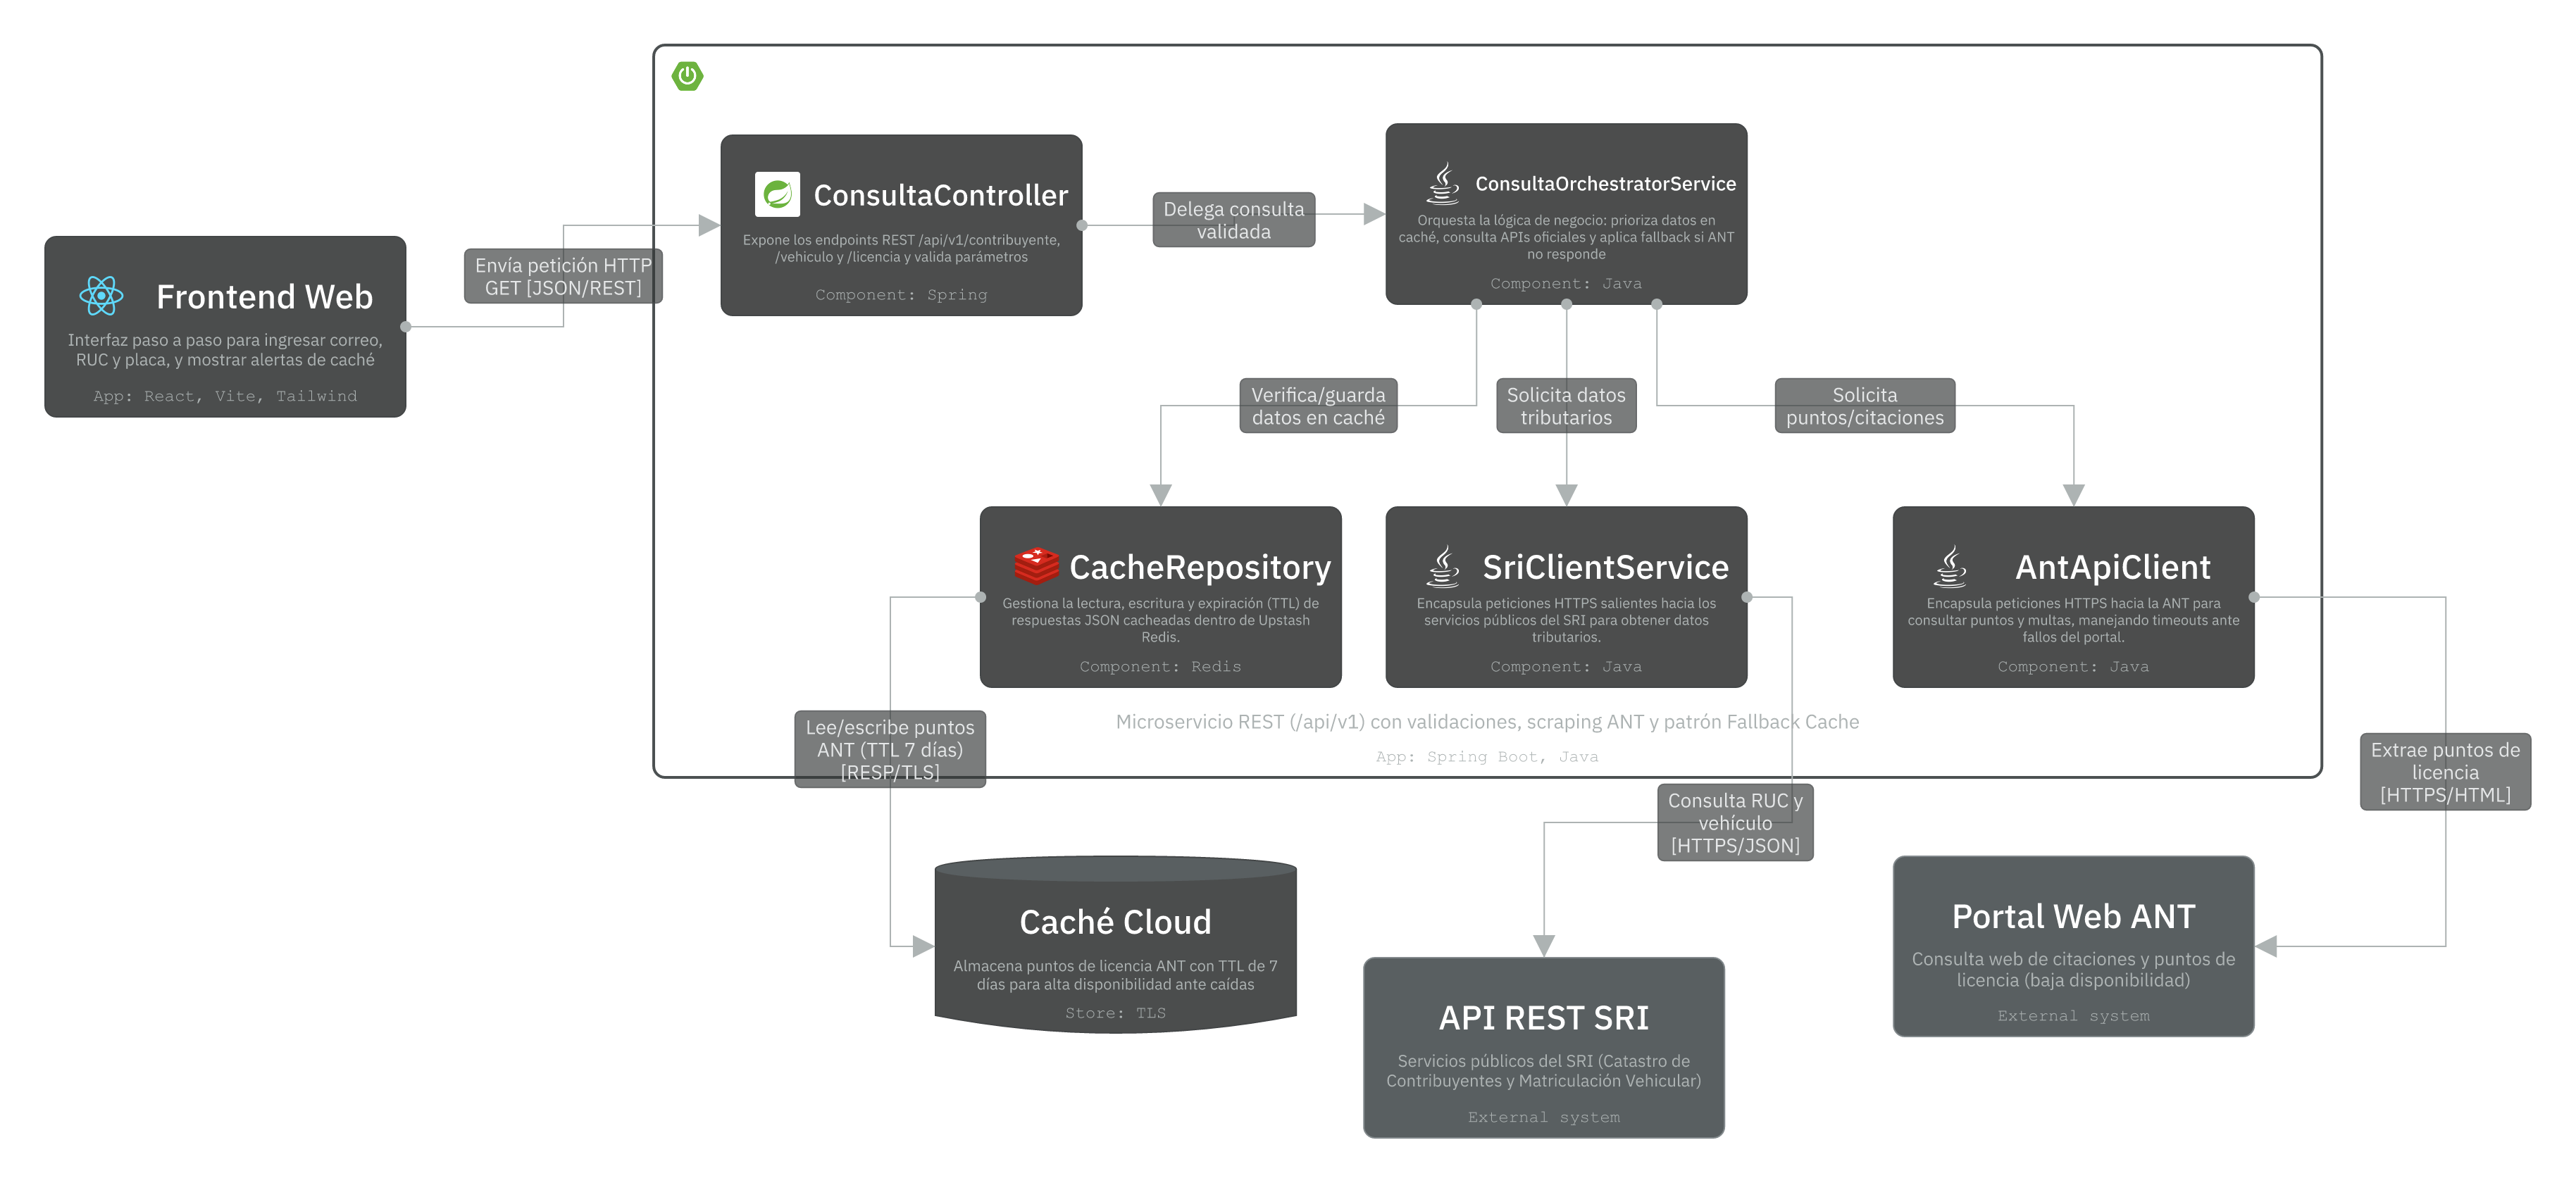 Frontend Web
Interfaz paso a paso para ingresar correo,
RUC y placa, y mostrar alertas de caché
App: React, Vite, Tailwind
Envía petición HTTP
GET [JSON/REST]
ConsultaController
Expone los endpoints REST /api/v1/contribuyente,
/vehiculo y /licencia y valida parámetros
Component: Spring
Delega consulta
validada
ConsultaOrchestratorService
Orquesta la lógica de negocio: prioriza datos en
caché, consulta APIs oficiales y aplica fallback si ANT
no responde
Component: Java
Verifica/guarda
datos en caché
Solicita datos
tributarios
Solicita
puntos/citaciones
CacheRepository
Gestiona la lectura, escritura y expiración (TTL) de
respuestas JSON cacheadas dentro de Upstash
Redis.
Component: Redis
SriClientService
Encapsula peticiones HTTPS salientes hacia los
servicios públicos del SRI para obtener datos
tributarios.
Component: Java
AntApiClient
Encapsula peticiones HTTPS hacia la ANT para
consultar puntos y multas, manejando timeouts ante
fallos del portal.
Component: Java
Microservicio REST (/api/v1) con validaciones, scraping ANT y patrón Fallback Cache
App: Spring Boot, Java
Lee/escribe puntos
ANT (TTL 7 días)
[RESP/TLS]
Consulta RUC y
vehículo
[HTTPS/JSON]
Extrae puntos de
licencia
[HTTPS/HTML]
Caché Cloud
Almacena puntos de licencia ANT con TTL de 7
días para alta disponibilidad ante caídas
Store: TLS
API REST SRI
Servicios públicos del SRI (Catastro de
Contribuyentes y Matriculación Vehicular)
External system
Portal Web ANT
Consulta web de citaciones y puntos de
licencia (baja disponibilidad)
External system